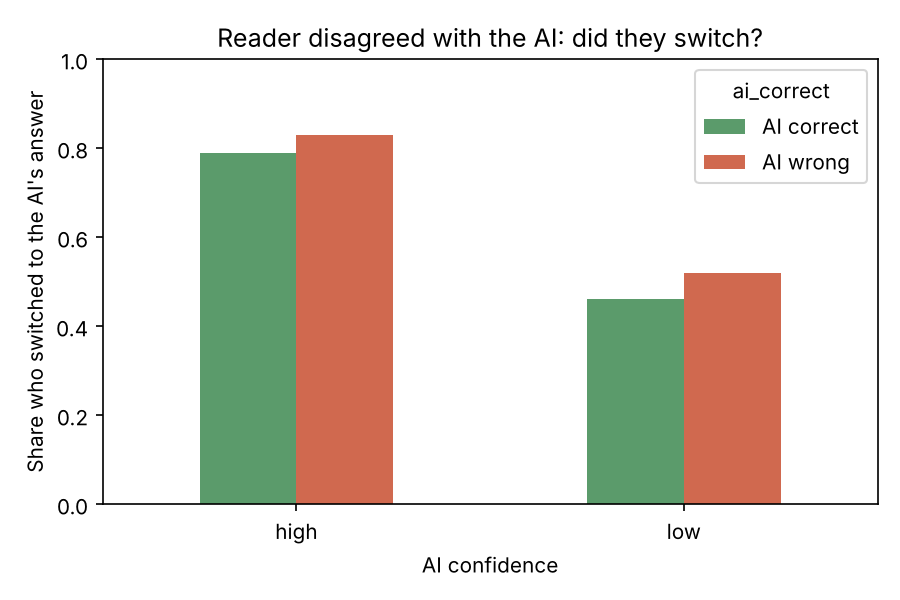 Reader disagreed with the AI: did they switch?
Share who switched to the AI's answer
1.0
0.8
0.6
0.4
0.2
0.0
ai_correct
AI correct
AI wrong
high
low
AI confidence